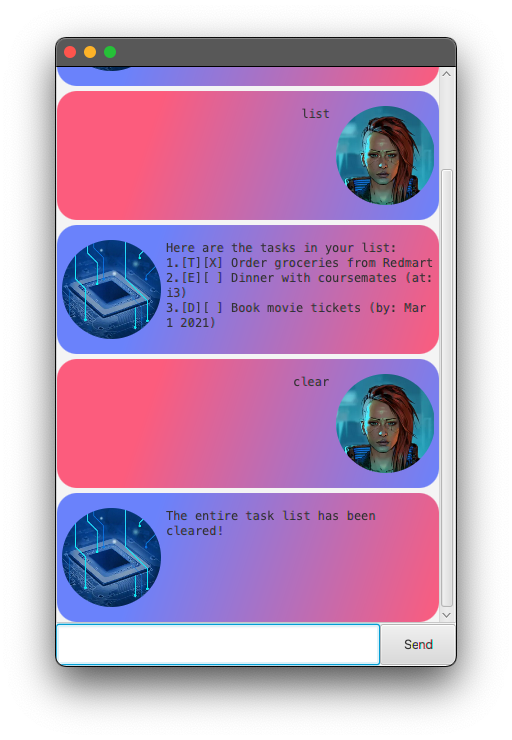 list
Here are the tasks in your list:
1.[T][X] Order groceries from Redmart
2.[E][ ] Dinner with coursemates (at:
i3)
3.[D][ ] Book movie tickets (by: Mar
1 2021)
clear
The entire task list has been
cleared!
Send